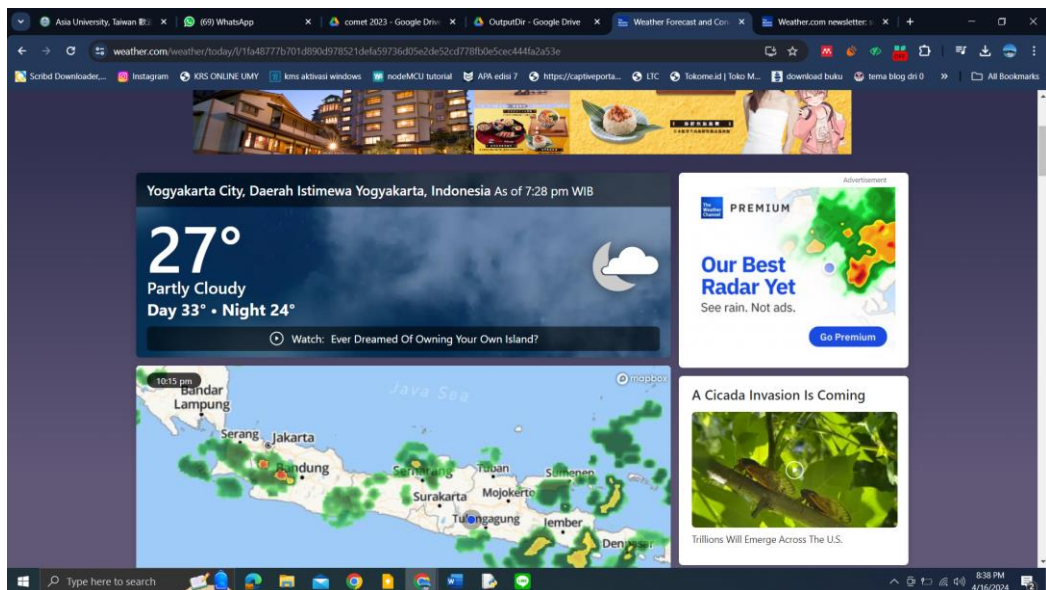 Asia University, Taiwan
(69) WhatsApp
comet 2023 - Google Driv
OutputDir - Google Drive
Weather Forecast and Con
Weather.com newsletter: s
weather.com/weather/today/l/1fa48777b701d890d978521defa59736d05e2de52cd778fb0e5cec444fa2a53e
Scribd Downloader,...
Instagram
KRS ONLINE UMY
kms aktivasi windows
nodeMCU tutorial
APA edisi 7
https://captiveporta...
LTC
Tokome.id | Toko M...
download buku
tema blog dri 0
»
All Bookmarks
Yogyakarta City, Daerah Istimewa Yogyakarta, Indonesia As of 7:28 pm WIB
27°
Partly Cloudy
Day 33° • Night 24°
Watch: Ever Dreamed Of Owning Your Own Island?
Advertisement
The Weather Channel
PREMIUM
Our Best
Radar Yet
See rain. Not ads.
Go Premium
10:15 pm
mapbox
Java Sea
Bandar
Lampung
Serang
Jakarta
Bandung
Semarang
Tuban
Sumenep
Surakarta
Mojokerto
Tulungagung
Jember
Denpasar
A Cicada Invasion Is Coming
Trillions Will Emerge Across The U.S.
Type here to search
8:38 PM
4/16/2024